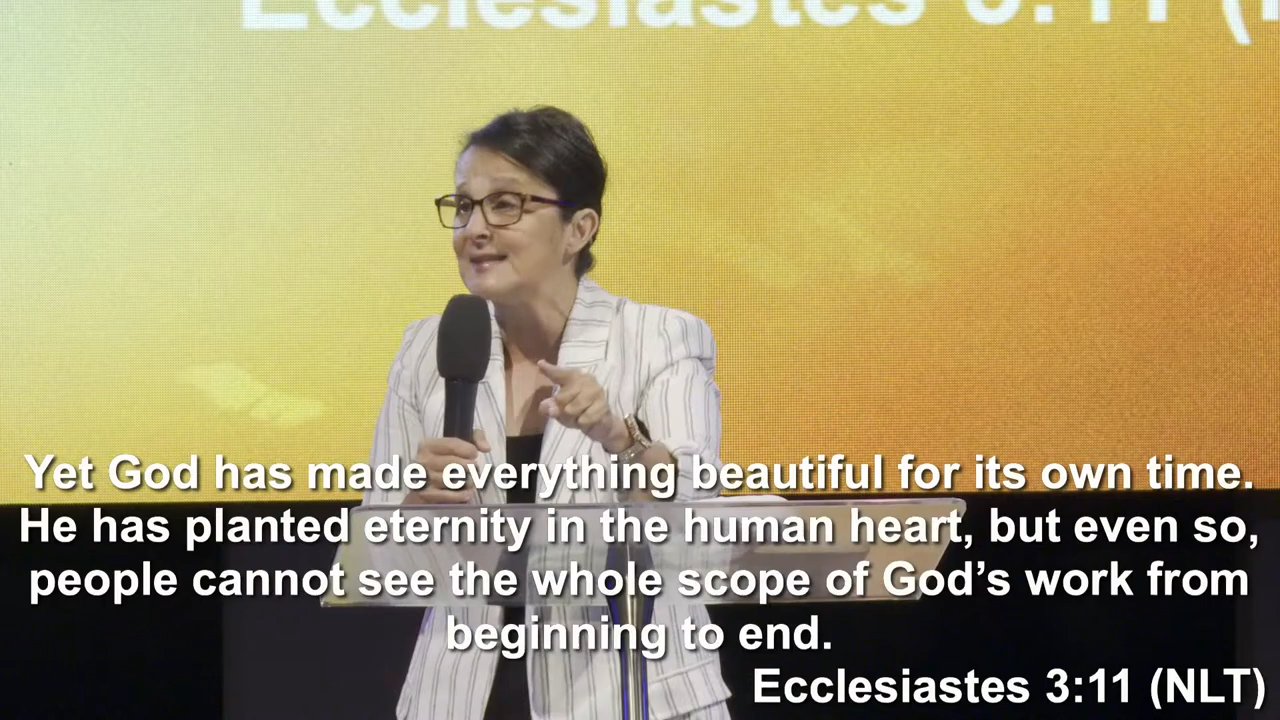 Ecclesiastes
Yet God has made everything beautiful for its own time.
He has planted eternity in the human heart, but even so,
people cannot see the whole scope of God’s work from
beginning to end.
Ecclesiastes 3:11 (NLT)